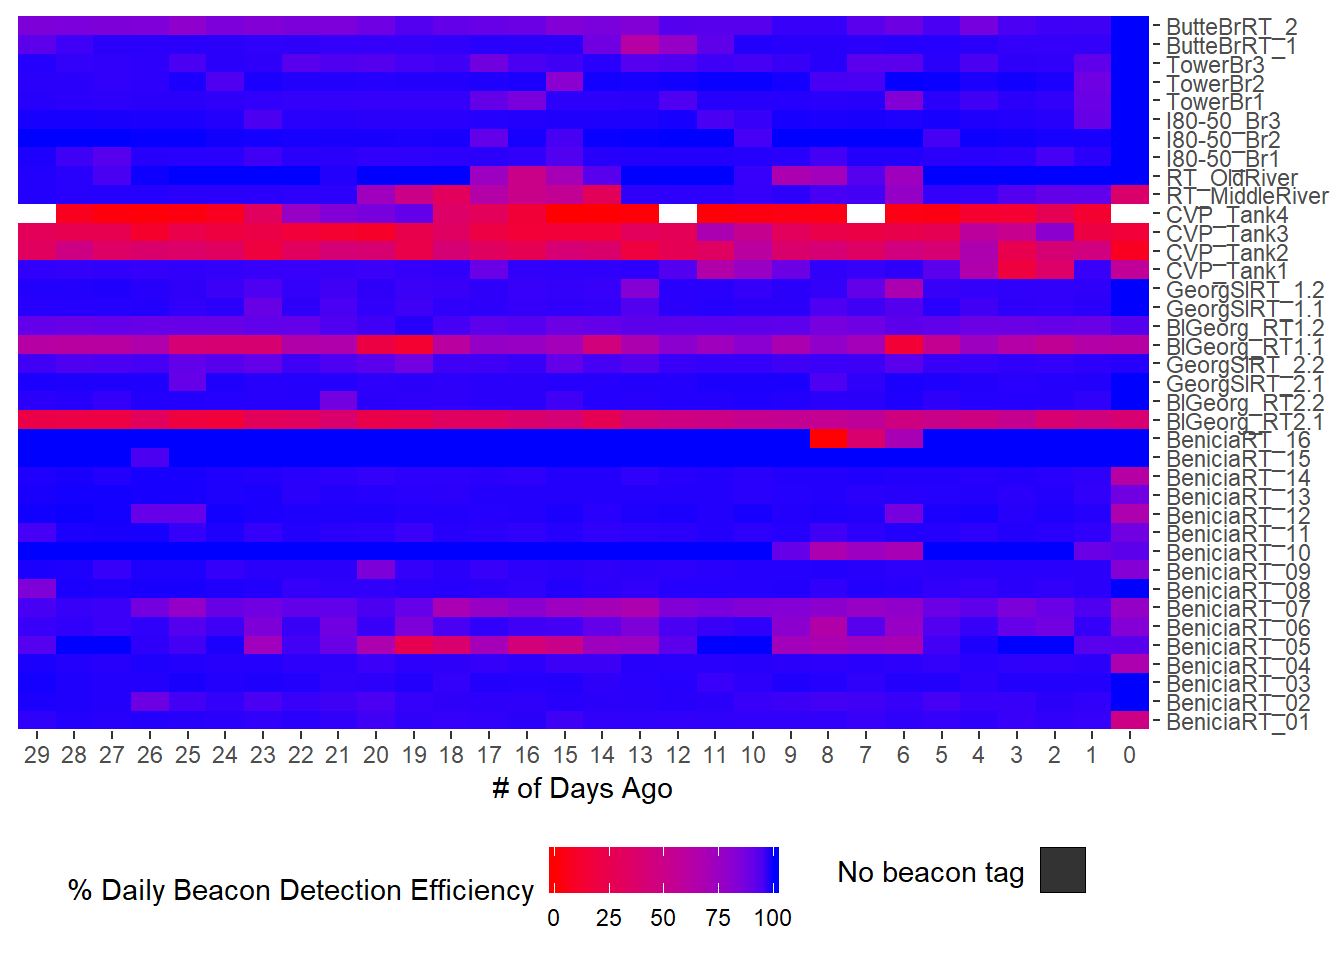 ButteBrRT_2
ButteBrRT_1
TowerBr3
TowerBr2
TowerBr1
I80-50_Br3
I80-50_Br2
I80-50_Br1
RT_OldRiver
RT_MiddleRiver
CVP_Tank4
CVP_Tank3
CVP_Tank2
CVP_Tank1
GeorgSlRT_1.2
GeorgSlRT_1.1
BlGeorg_RT1.2
BlGeorg_RT1.1
GeorgSlRT_2.2
GeorgSlRT_2.1
BlGeorg_RT2.2
BlGeorg_RT2.1
BeniciaRT_16
BeniciaRT_15
BeniciaRT_14
BeniciaRT_13
BeniciaRT_12
BeniciaRT_11
BeniciaRT_10
BeniciaRT_09
BeniciaRT_08
BeniciaRT_07
BeniciaRT_06
BeniciaRT_05
BeniciaRT_04
BeniciaRT_03
BeniciaRT_02
BeniciaRT_01
29 28 27 26 25 24 23 22 21 20 19 18 17 16 15 14 13 12 11 10 9 8 7 6 5 4 3 2 1 0
# of Days Ago
% Daily Beacon Detection Efficiency
0 25 50 75 100
No beacon tag